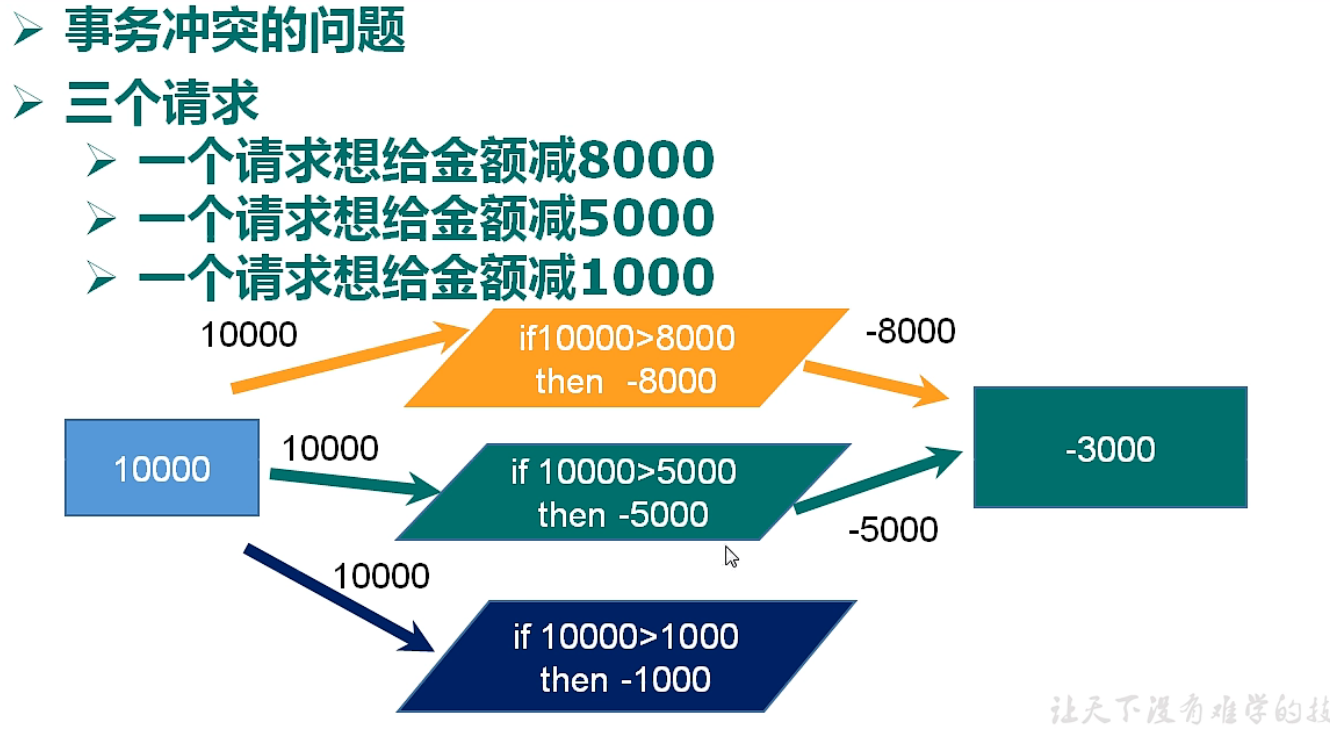 事务冲突的问题
三个请求
一个请求想给金额减8000
一个请求想给金额减5000
一个请求想给金额减1000
10000
if10000>8000
then -8000
-8000
10000
10000
if 10000>5000
then -5000
-5000
-3000
10000
if 10000>1000
then -1000
让天下没有难学的技